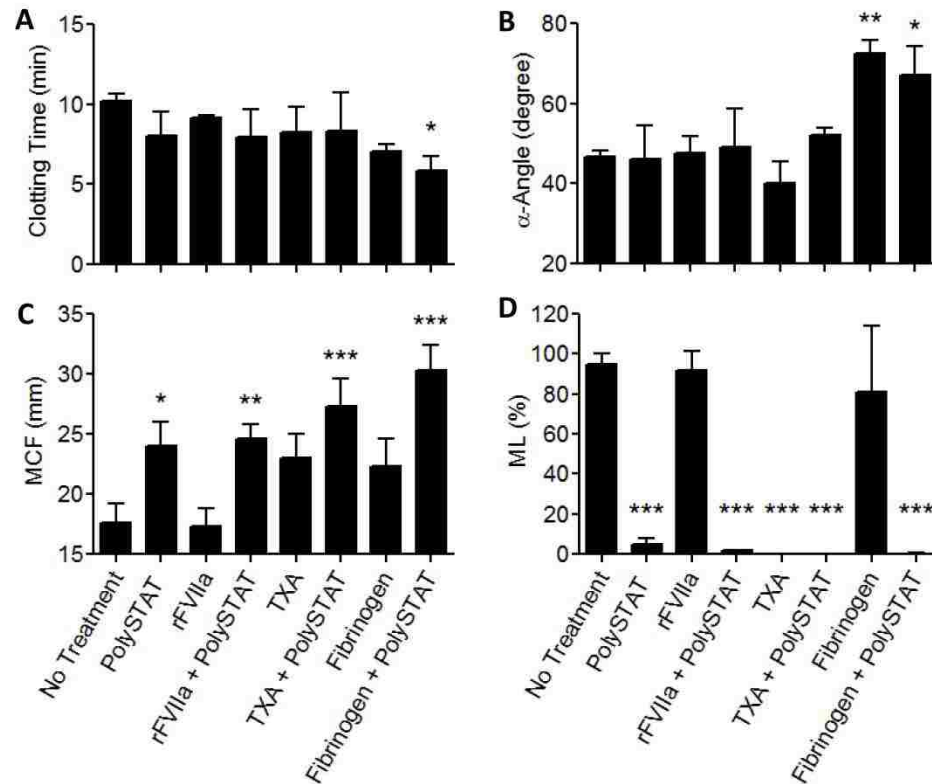 A
Clotting Time (min)
15
10
5
0
*
B
α-Angle (degree)
80
60
40
20
**
*
C
MCF (mm)
35
30
25
20
15
*
**
***
***
No Treatment
PolySTAT
rFVIIa
rFVIIa + PolySTAT
TXA
TXA + PolySTAT
Fibrinogen
Fibrinogen + PolySTAT
D
ML (%)
120
100
80
60
40
20
0
***
***
***
***
***
No Treatment
PolySTAT
rFVIIa
rFVIIa + PolySTAT
TXA
TXA + PolySTAT
Fibrinogen
Fibrinogen + PolySTAT